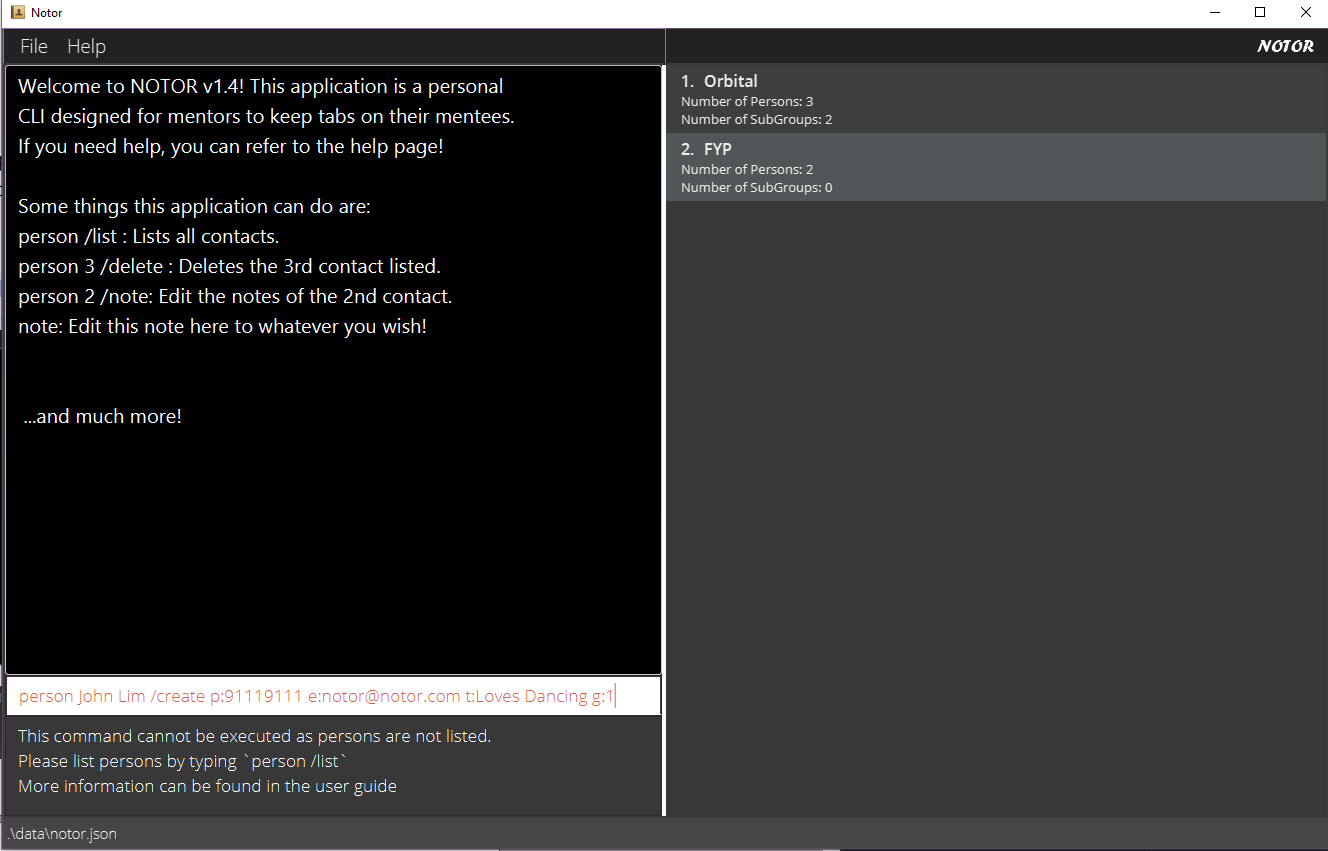 Notor
File Help
NOTOR
Welcome to NOTOR v1.4! This application is a personal
CLI designed for mentors to keep tabs on their mentees.
If you need help, you can refer to the help page!
Some things this application can do are:
person /list : Lists all contacts.
person 3 /delete : Deletes the 3rd contact listed.
person 2 /note: Edit the notes of the 2nd contact.
note: Edit this note here to whatever you wish!
...and much more!
person John Lim /create p:91119111 e:notor@notor.com t:Loves Dancing g:1
This command cannot be executed as persons are not listed.
Please list persons by typing `person /list`
More information can be found in the user guide
1. Orbital
Number of Persons: 3
Number of SubGroups: 2
2. FYP
Number of Persons: 2
Number of SubGroups: 0
.\data\notor.json